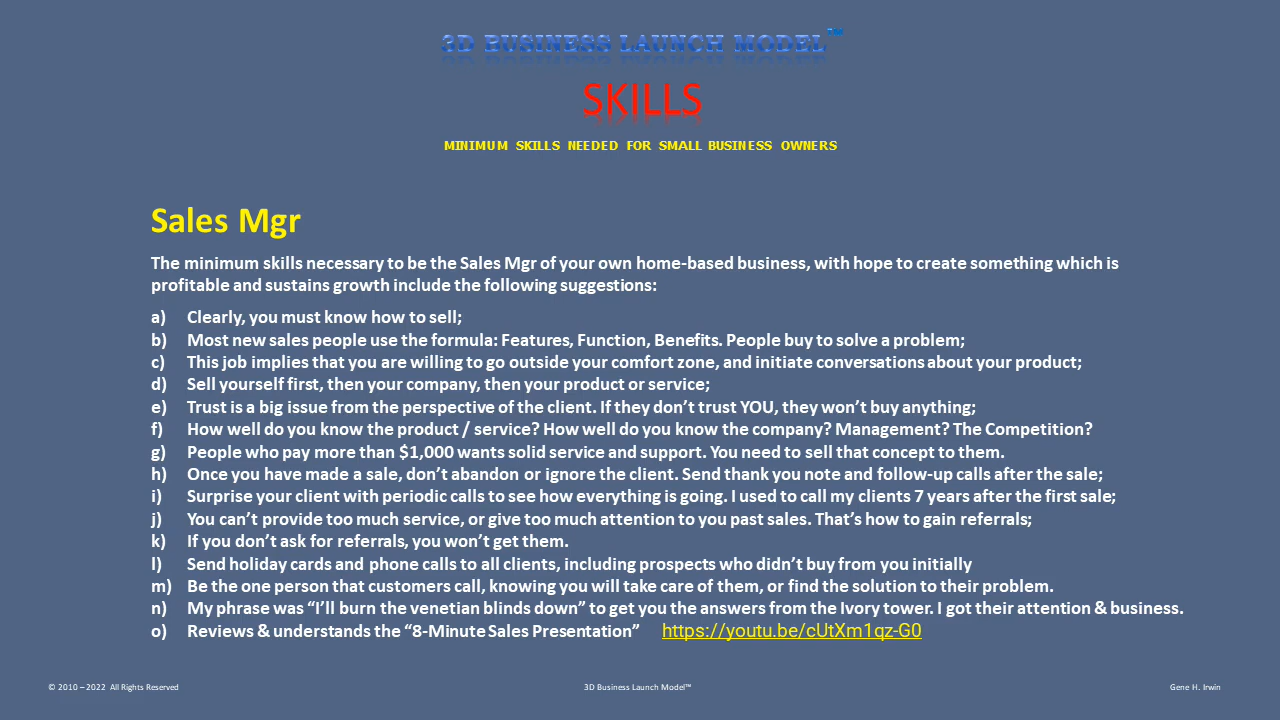 3D BUSINESS LAUNCH MODEL™
SKILLS
MINIMUM SKILLS NEEDED FOR SMALL BUSINESS OWNERS
Sales Mgr
The minimum skills necessary to be the Sales Mgr of your own home-based business, with hope to create something which is
profitable and sustains growth include the following suggestions:
a) Clearly, you must know how to sell;
b) Most new sales people use the formula: Features, Function, Benefits. People buy to solve a problem;
c) This job implies that you are willing to go outside your comfort zone, and initiate conversations about your product;
d) Sell yourself first, then your company, then your product or service;
e) Trust is a big issue from the perspective of the client. If they don’t trust YOU, they won’t buy anything;
f) How well do you know the product / service? How well do you know the company? Management? The Competition?
g) People who pay more than $1,000 wants solid service and support. You need to sell that concept to them.
h) Once you have made a sale, don’t abandon or ignore the client. Send thank you note and follow-up calls after the sale;
i) Surprise your client with periodic calls to see how everything is going. I used to call my clients 7 years after the first sale;
j) You can’t provide too much service, or give too much attention to you past sales. That’s how to gain referrals;
k) If you don’t ask for referrals, you won’t get them.
l) Send holiday cards and phone calls to all clients, including prospects who didn’t buy from you initially
m) Be the one person that customers call, knowing you will take care of them, or find the solution to their problem.
n) My phrase was “I’ll burn the venetian blinds down” to get you the answers from the Ivory tower. I got their attention & business.
o) Reviews & understands the “8-Minute Sales Presentation” https://youtu.be/cUtXm1qz-G0
© 2010 – 2022 All Rights Reserved
3D Business Launch Model™
Gene H. Irwin